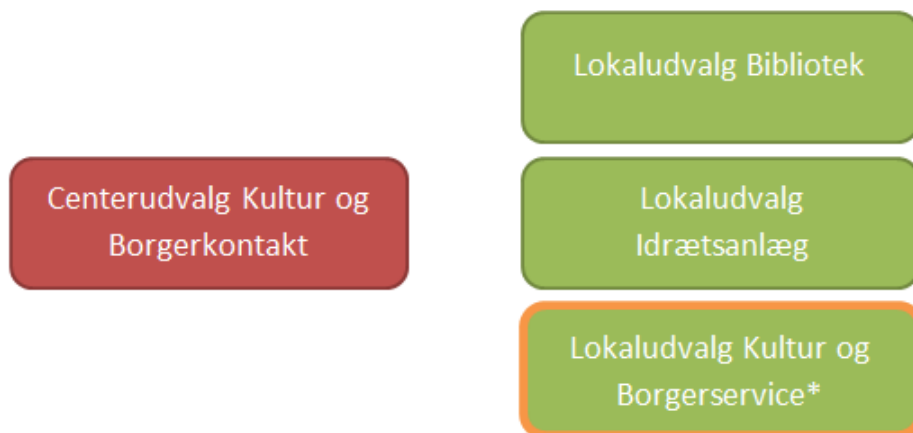 Lokaludvalg Bibliotek
Centerudvalg Kultur og
Borgerkontakt
Lokaludvalg
Idrætsanlæg
Lokaludvalg Kultur og
Borgerservice*